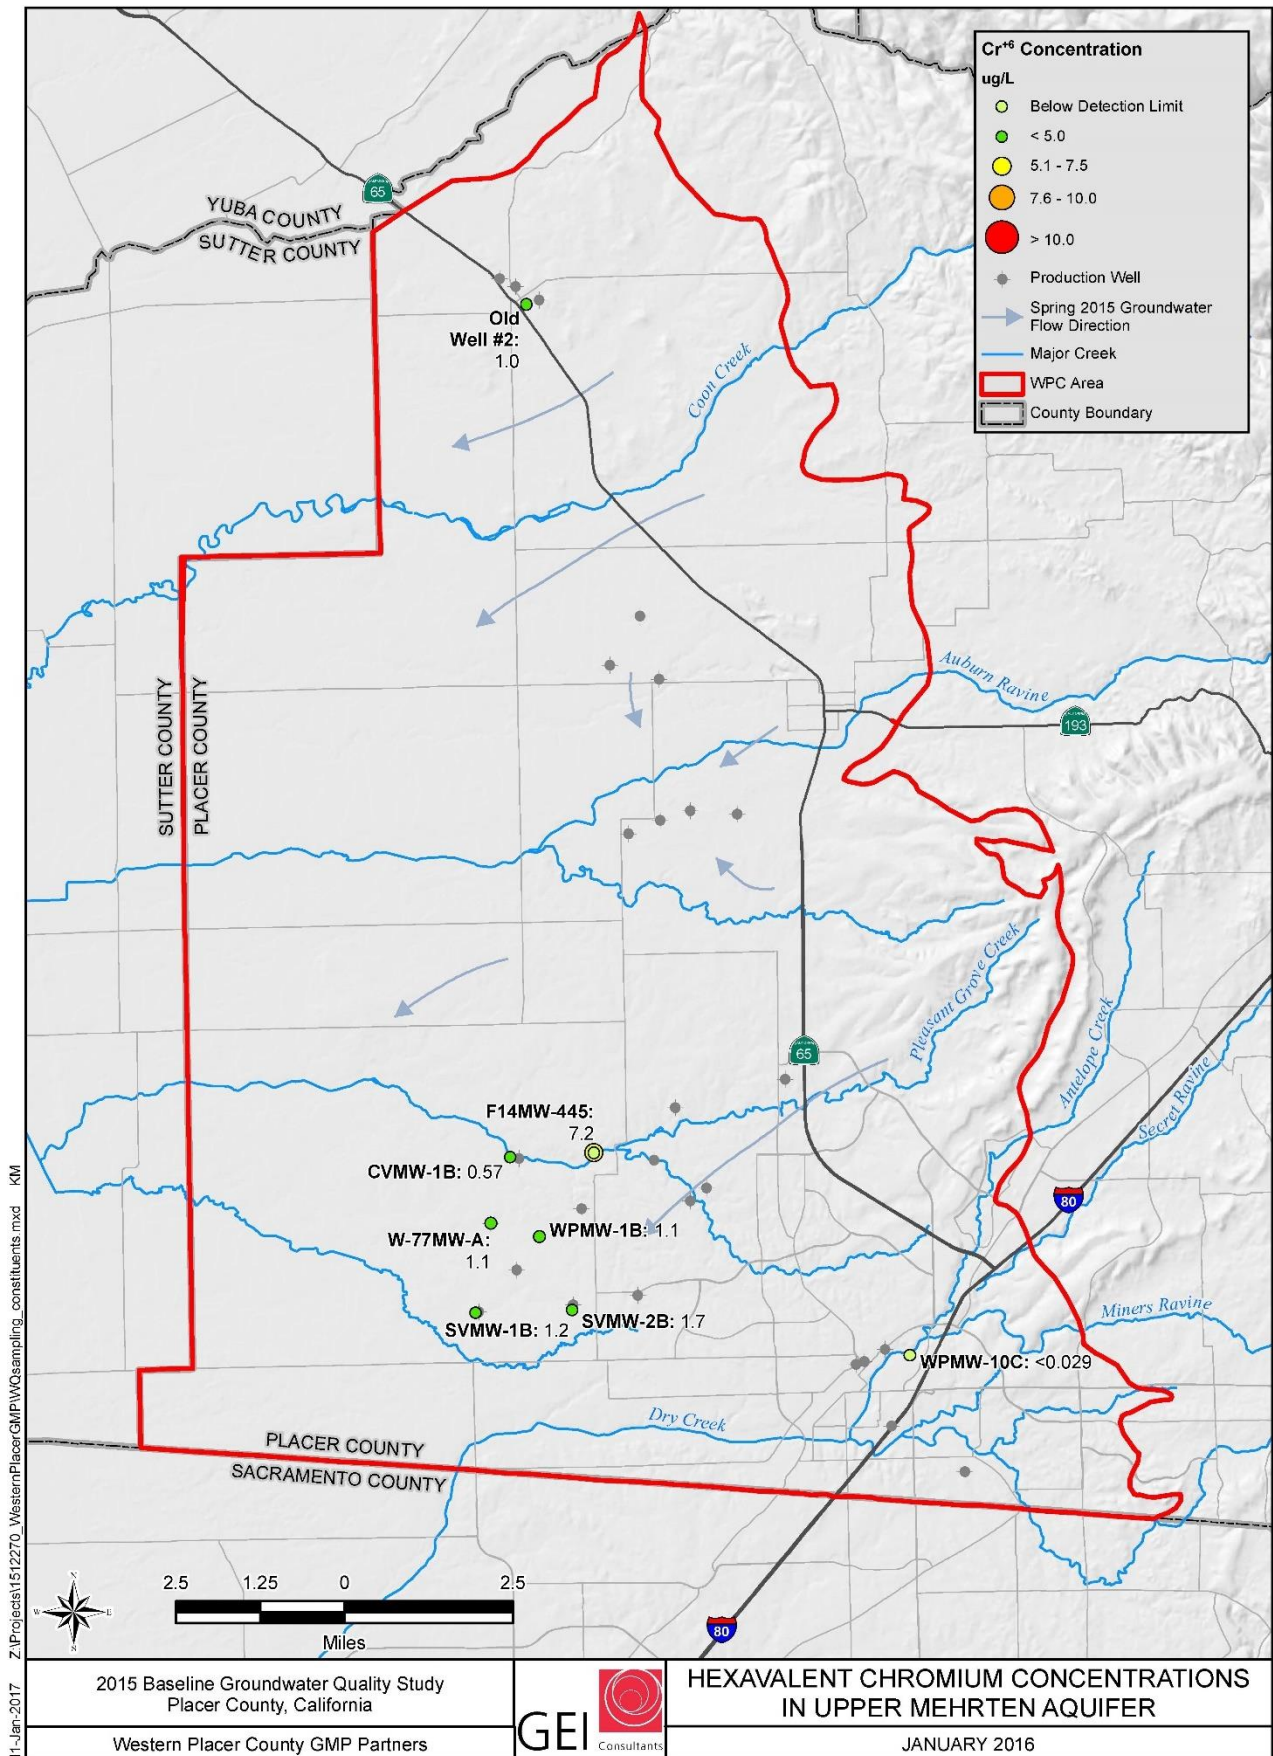 Cr+6 Concentration
ug/L
Below Detection Limit
< 5.0
5.1 - 7.5
7.6 - 10.0
> 10.0
Production Well
Spring 2015 Groundwater
Flow Direction
Major Creek
WPC Area
County Boundary
65
YUBA COUNTY
SUTTER COUNTY
Old
Well #2:
1.0
Coon Creek
Auburn Ravine
193
SUTTER COUNTY
PLACER COUNTY
Pleasant Grove Creek
Antelope Creek
Secret Ravine
65
F14MW-445:
7.2
CVMW-1B: 0.57
80
W-77MW-A:
1.1
WPMW-1B: 1.1
SVMW-1B: 1.2
SVMW-2B: 1.7
Miners Ravine
WPMW-10C: <0.029
Dry Creek
PLACER COUNTY
SACRAMENTO COUNTY
N
W
E
2.5 1.25 0 2.5
Miles
80
Z:\Projects\1512270_WesternPlacerGMP\WQsampling_constituents.mxd KM
2015 Baseline Groundwater Quality Study
Placer County, California
Western Placer County GMP Partners
GEI
Consultants
HEXAVALENT CHROMIUM CONCENTRATIONS
IN UPPER MEHRTEN AQUIFER
JANUARY 2016